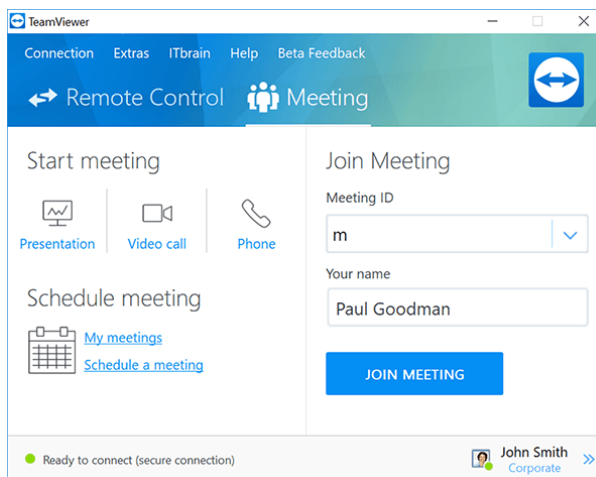 TeamViewer
Connection Extras ITbrain Help Beta Feedback
Remote Control Meeting
Start meeting
Presentation Video call Phone
Schedule meeting
My meetings
Schedule a meeting
Join Meeting
Meeting ID
m
Your name
Paul Goodman
JOIN MEETING
Ready to connect (secure connection)
John Smith
Corporate